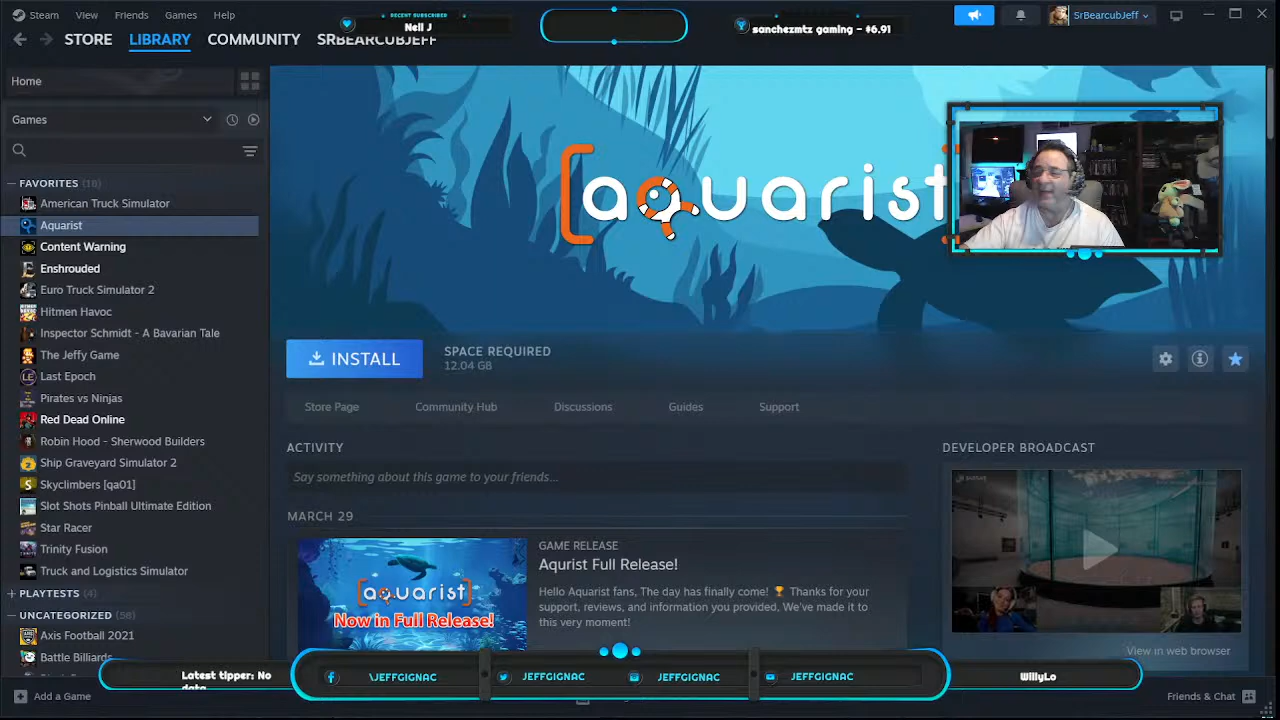 Steam View Friends Games Help
RECENT SUBSCRIBED
Neil J
sanchezmtz gaming - $6.91
SrBearcubJeff
STORE LIBRARY COMMUNITY SRBEARCUBJEFF
Home
Games
FAVORITES (18)
American Truck Simulator
Aquarist
Content Warning
Enshrouded
Euro Truck Simulator 2
Hitmen Havoc
Inspector Schmidt - A Bavarian Tale
The Jeffy Game
Last Epoch
Pirates vs Ninjas
Red Dead Online
Robin Hood - Sherwood Builders
Ship Graveyard Simulator 2
Skyclimbers [qa01]
Slot Shots Pinball Ultimate Edition
Star Racer
Trinity Fusion
Truck and Logistics Simulator
PLAYTESTS (4)
UNCATEGORIZED (58)
Axis Football 2021
Battle Billiards
Add a Game
[aquarist
INSTALL
SPACE REQUIRED
12.04 GB
Store Page Community Hub Discussions Guides Support
ACTIVITY
Say something about this game to your friends...
MARCH 29
[aquarist]
Now in Full Release!
GAME RELEASE
Aqurist Full Release!
Hello Aquarist fans, The day has finally come! 🏆 Thanks for your
support, reviews, and information you provided, We've made it to
this very moment!
DEVELOPER BROADCAST
View in web browser
Latest tipper: No
data
\JEFFGIGNAC JEFFGIGNAC JEFFGIGNAC JEFFGIGNAC
WillyLo
Friends & Chat